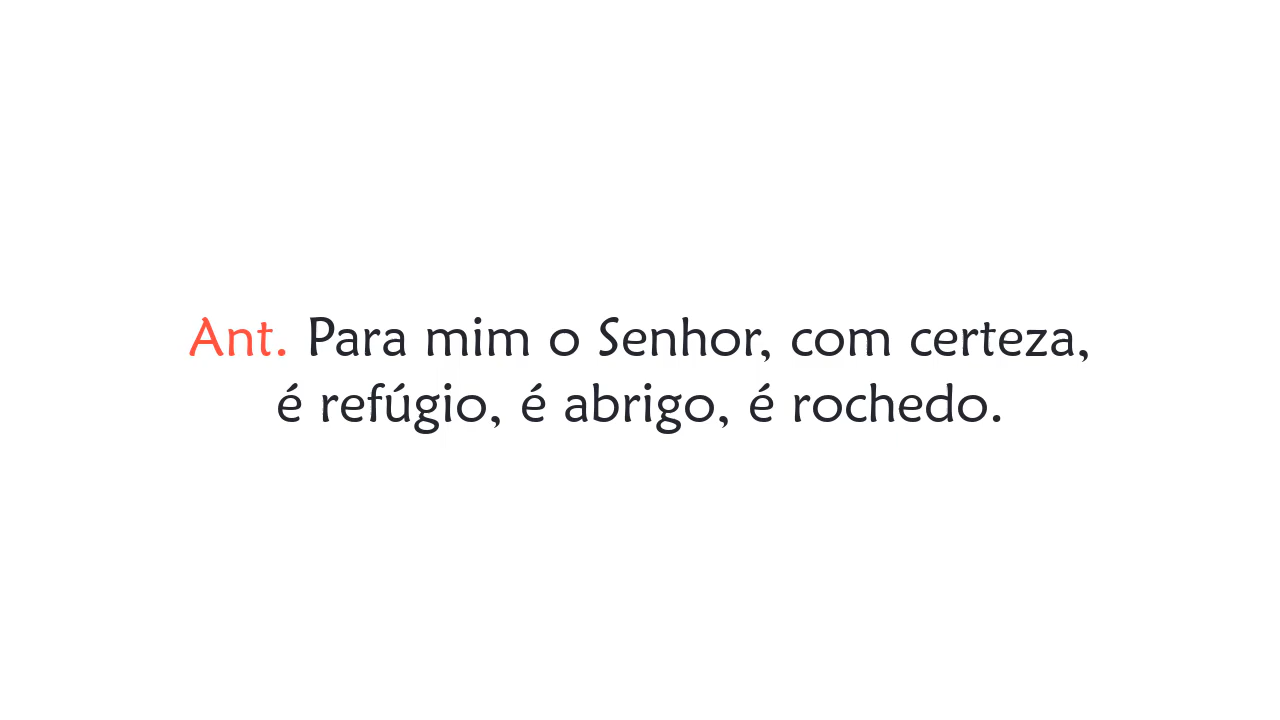 Ant. Para mim o Senhor, com certeza,
é refúgio, é abrigo, é rochedo.